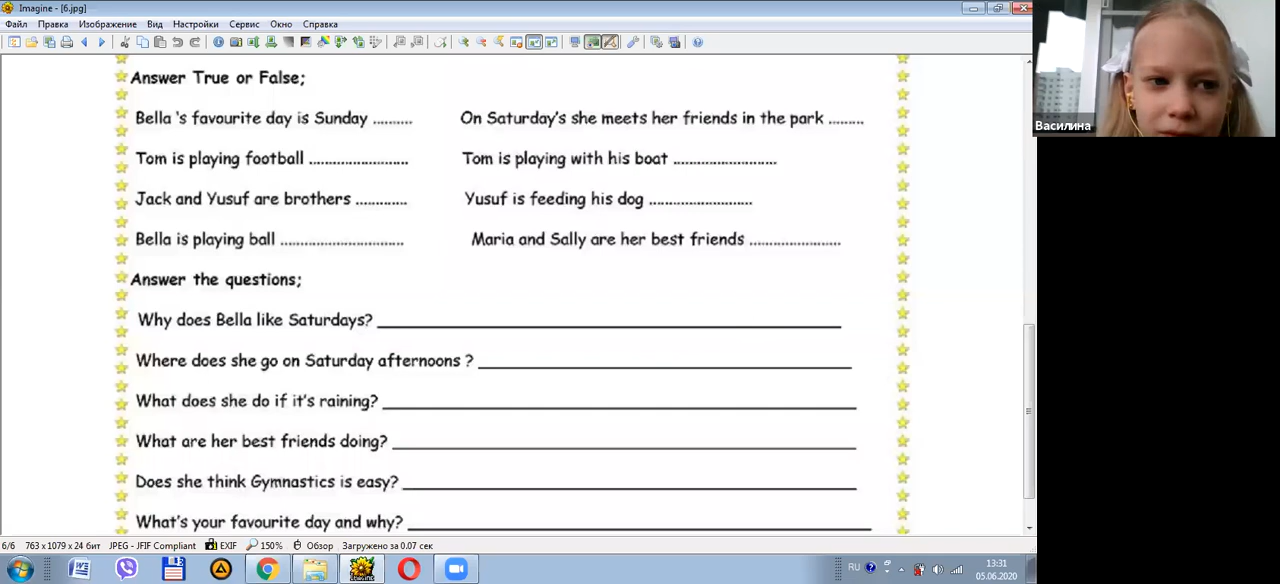 Imagine - [6.jpg]
Файл Правка Изображение Вид Настройки Сервис Окно Справка
Answer True or False;
Bella 's favourite day is Sunday .......... On Saturday's she meets her friends in the park .........
Tom is playing football ......................... Tom is playing with his boat ..........................
Jack and Yusuf are brothers ............. Yusuf is feeding his dog ..........................
Bella is playing ball ............................... Maria and Sally are her best friends .......................
Answer the questions;
Why does Bella like Saturdays? ______
Where does she go on Saturday afternoons ? ______
What does she do if it's raining? ______
What are her best friends doing? ______
Does she think Gymnastics is easy? ______
What's your favourite day and why? ______
Василина
6/6 763 x 1079 x 24 бит JPEG - JFIF Compliant EXIF 150% Обзор Загружено за 0.07 сек
RU 13:31
05.06.2020